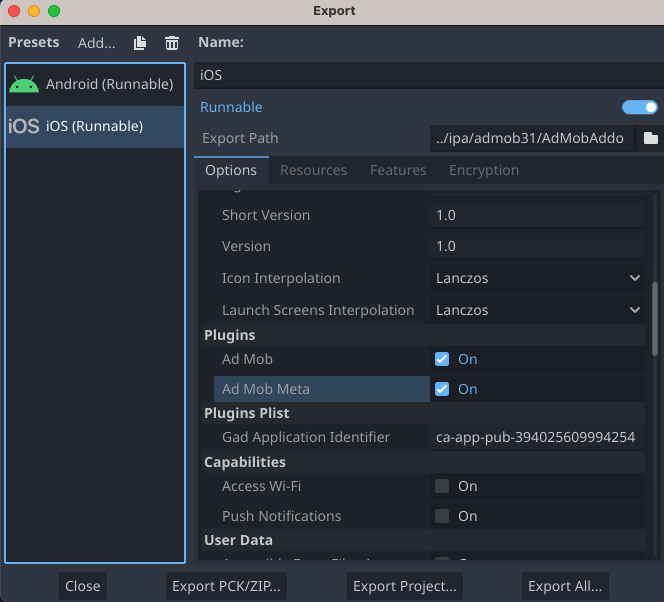 Export
Presets Add... Name:
Android (Runnable)
iOS iOS (Runnable)
iOS
Runnable
Export Path ../ipa/admob31/AdMobAddo
Options Resources Features Encryption
Short Version 1.0
Version 1.0
Icon Interpolation Lanczos
Launch Screens Interpolation Lanczos
Plugins
Ad Mob On
Ad Mob Meta On
Plugins Plist
Gad Application Identifier ca-app-pub-394025609994254
Capabilities
Access Wi-Fi On
Push Notifications On
User Data
Close Export PCK/ZIP... Export Project... Export All...